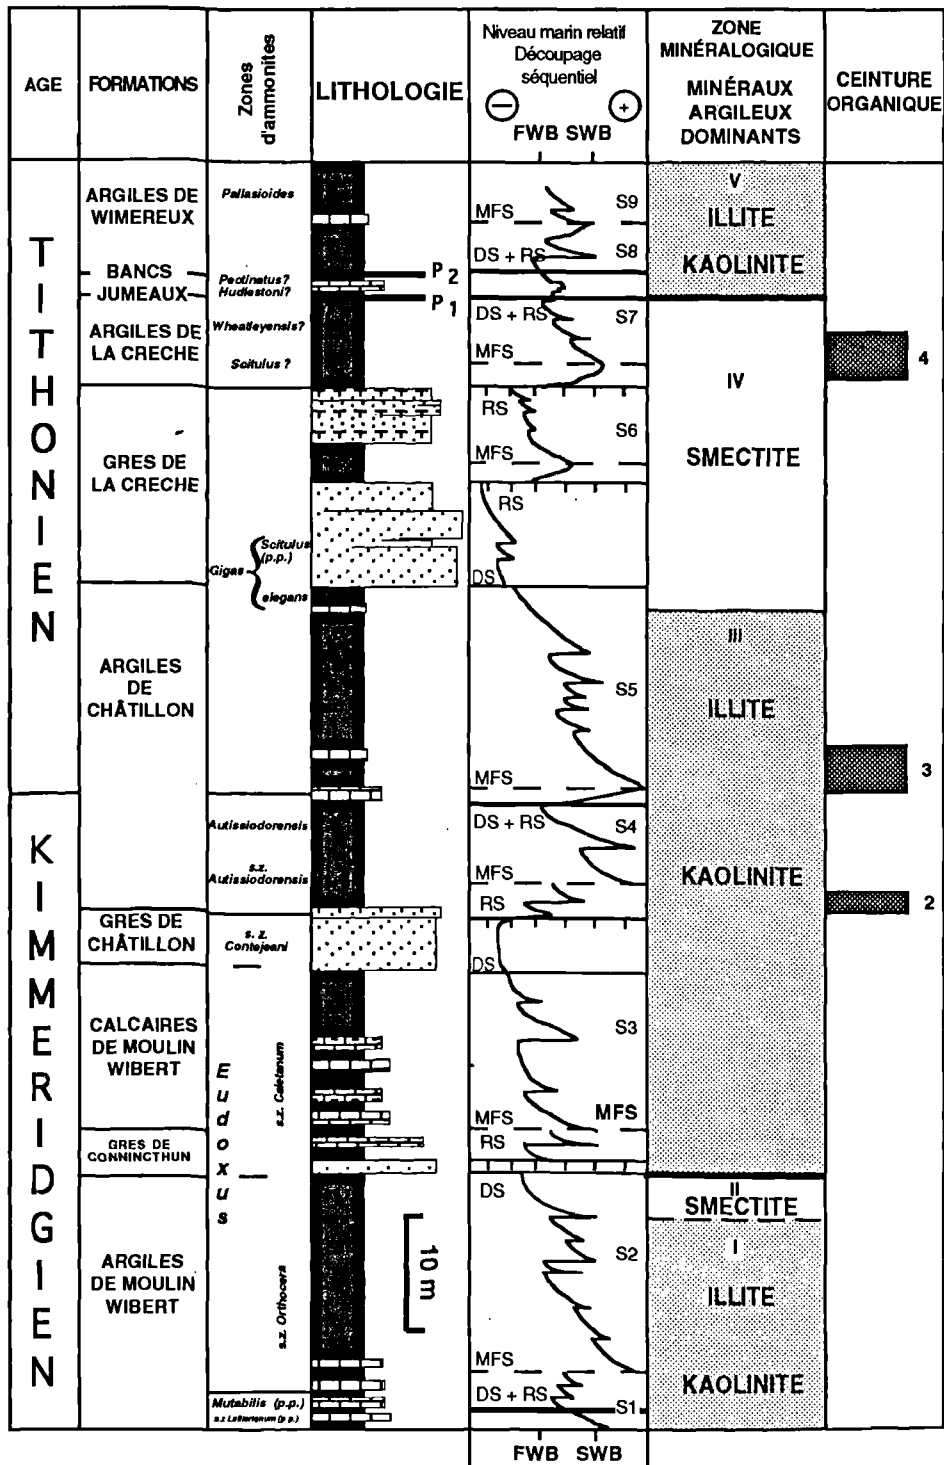 AGE
FORMATIONS
Zones
d'ammonites
LITHOLOGIE
Niveau marin relatif
Découpage
séquentiel
− +
FWB SWB
ZONE
MINÉRALOGIQUE
MINÉRAUX
ARGILEUX
DOMINANTS
CEINTURE
ORGANIQUE
TITHONIEN
KIMMERIDGIEN
ARGILES DE
WIMEREUX
BANCS
JUMEAUX
ARGILES DE
LA CRECHE
GRES DE
LA CRECHE
ARGILES
DE
CHÂTILLON
GRES DE
CHÂTILLON
CALCAIRES
DE MOULIN
WIBERT
GRES DE
CONNINCTHUN
ARGILES
DE MOULIN
WIBERT
Pallasioides
Pectinatus?
Hudlestoni?
Wheatleyensis?
Scitulus ?
Gigas
Scitulus
(p.p.)
elegans
Autissiodorensis
s.z.
Autissiodorensis
s. z.
Contejeani
Eudoxus
s.z. Caletanum
s.z. Orthocera
Mutabilis (p.p.)
s.z Lallierianum (p.p.)
P2
P1
10 m
MFS
S9
DS + RS
S8
DS + RS
S7
MFS
RS
S6
MFS
RS
DS
S5
MFS
DS + RS
S4
MFS
RS
DS
S3
MFS
MFS
RS
DS
S2
MFS
DS + RS
S1
FWB SWB
V
ILLITE
KAOLINITE
IV
SMECTITE
III
ILLITE
KAOLINITE
II
SMECTITE
I
ILLITE
KAOLINITE
4
3
2